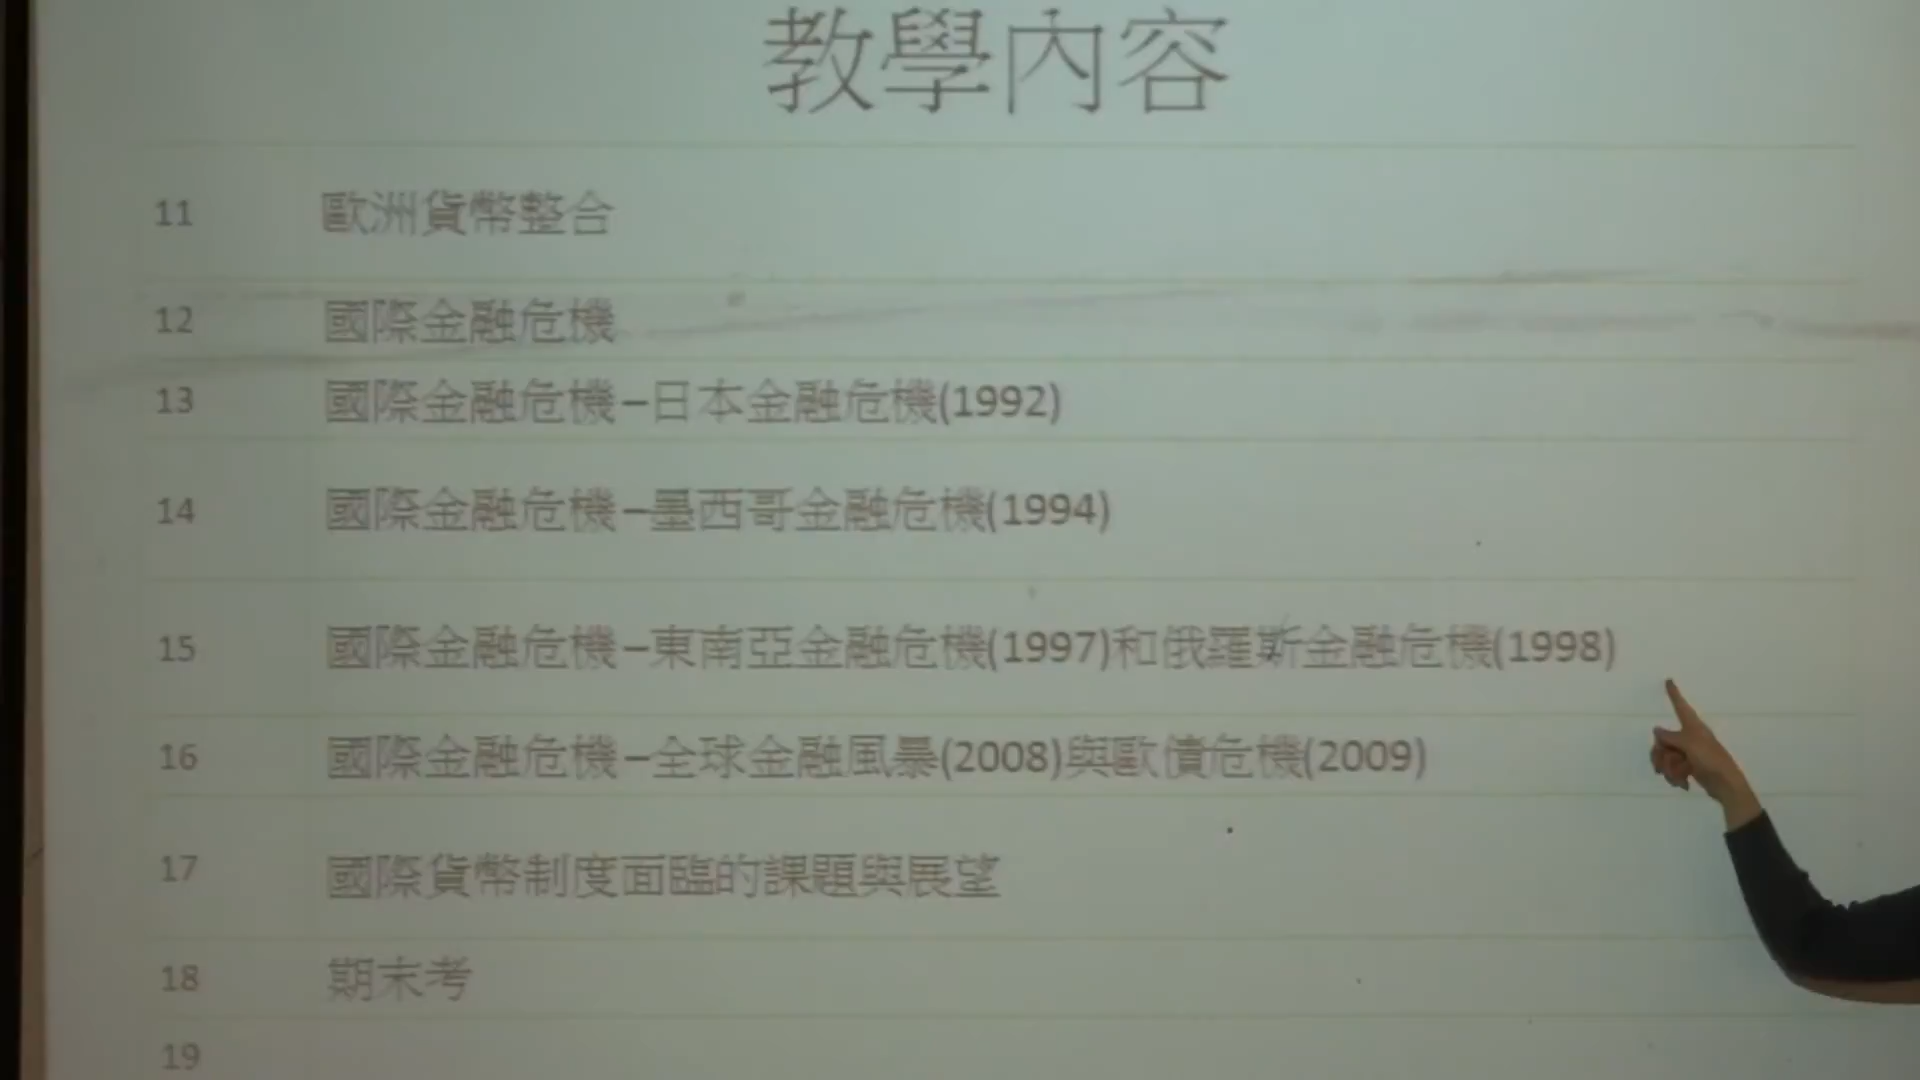 教學內容
11 歐洲貨幣整合
12 國際金融危機
13 國際金融危機–日本金融危機(1992)
14 國際金融危機–墨西哥金融危機(1994)
15 國際金融危機–東南亞金融危機(1997)和俄羅斯金融危機(1998)
16 國際金融危機–全球金融風暴(2008)與歐債危機(2009)
17 國際貨幣制度面臨的課題與展望
18 期末考
19